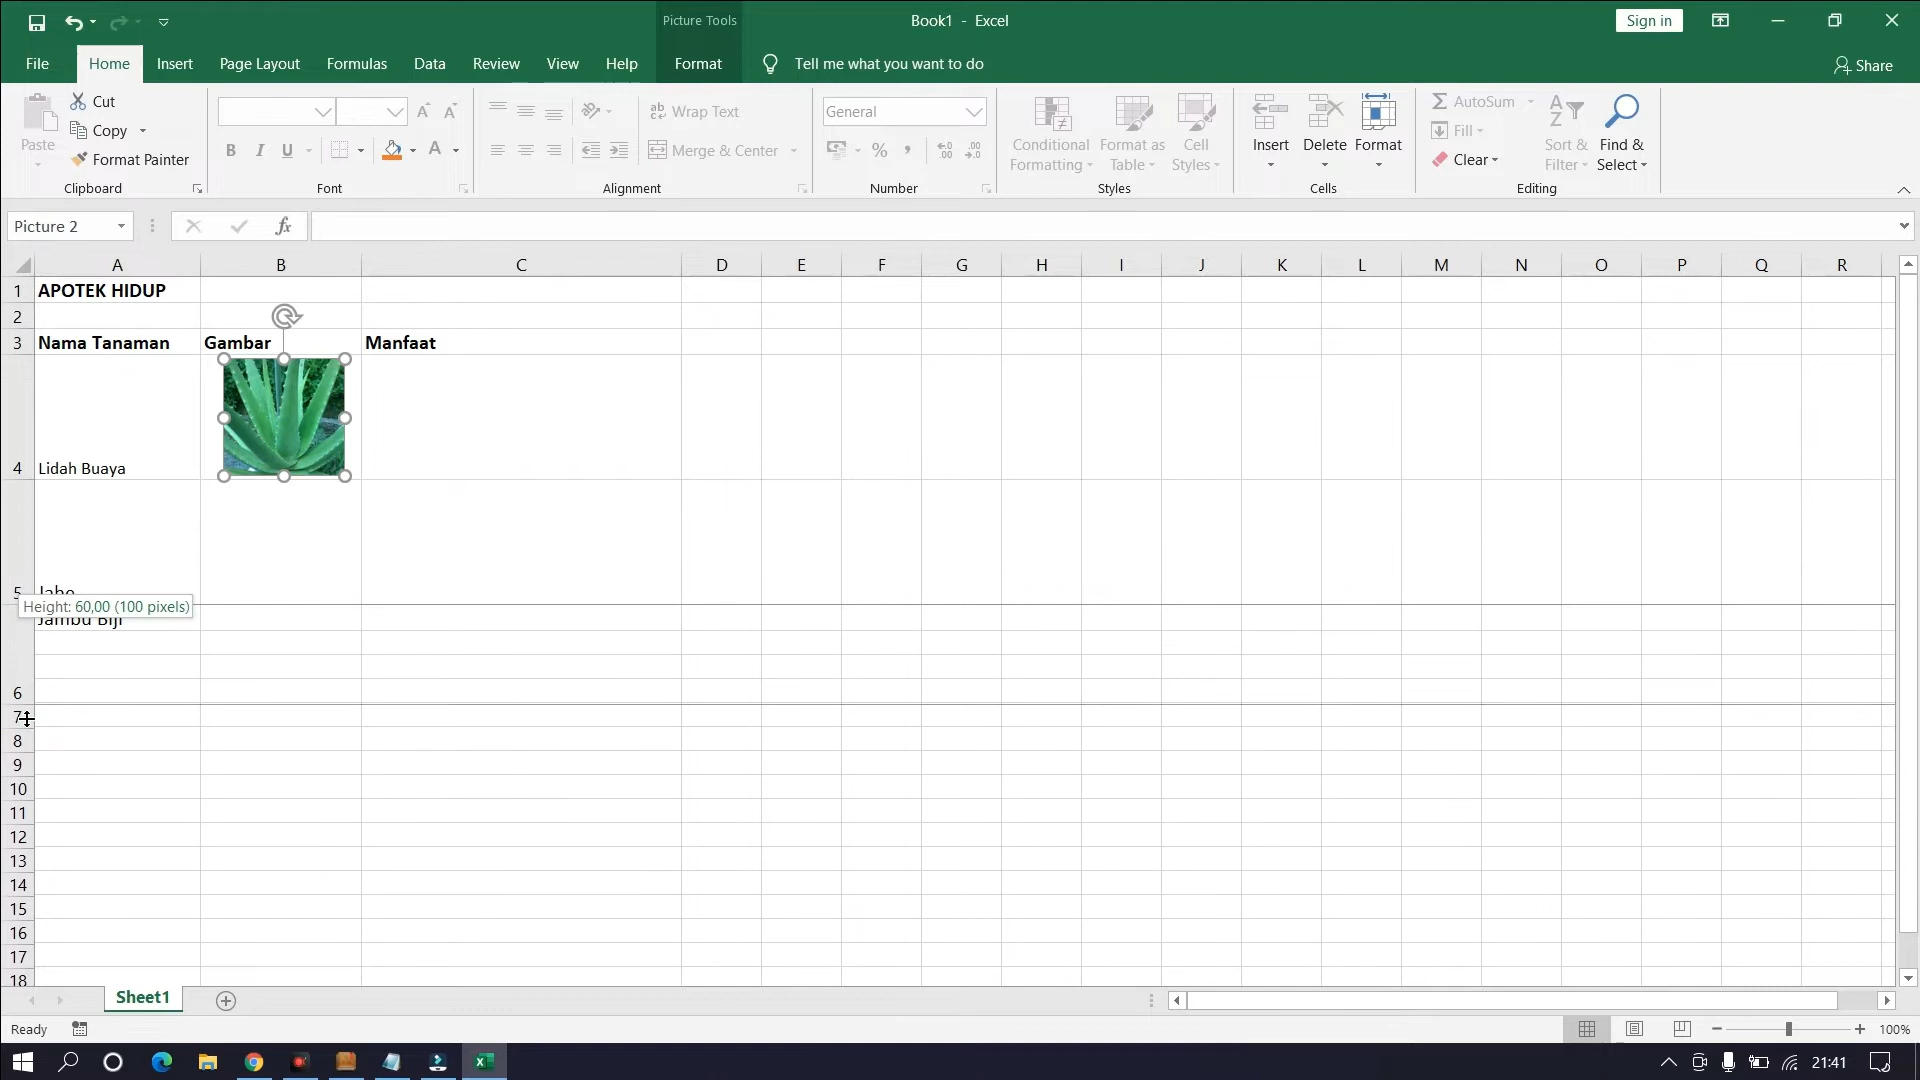 Picture Tools
Book1 - Excel
Sign in
File
Home
Insert
Page Layout
Formulas
Data
Review
View
Help
Format
Tell me what you want to do
Share
Paste
Cut
Copy
Format Painter
Clipboard
B I U
A
Font
ab Wrap Text
Merge & Center
Alignment
General
%
Number
Conditional Formatting
Format as Table
Cell Styles
Styles
Insert
Delete
Format
Cells
AutoSum
Fill
Clear
Sort & Filter
Find & Select
Editing
Picture 2
fx
A B C D E F G H I J K L M N O P Q R
1 APOTEK HIDUP
2
3 Nama Tanaman Gambar Manfaat
4 Lidah Buaya
5 Jahe
Height: 60,00 (100 pixels)
Jambu Biji
6
7
8
9
10
11
12
13
14
15
16
17
18
Sheet1
Ready
100%
21:41